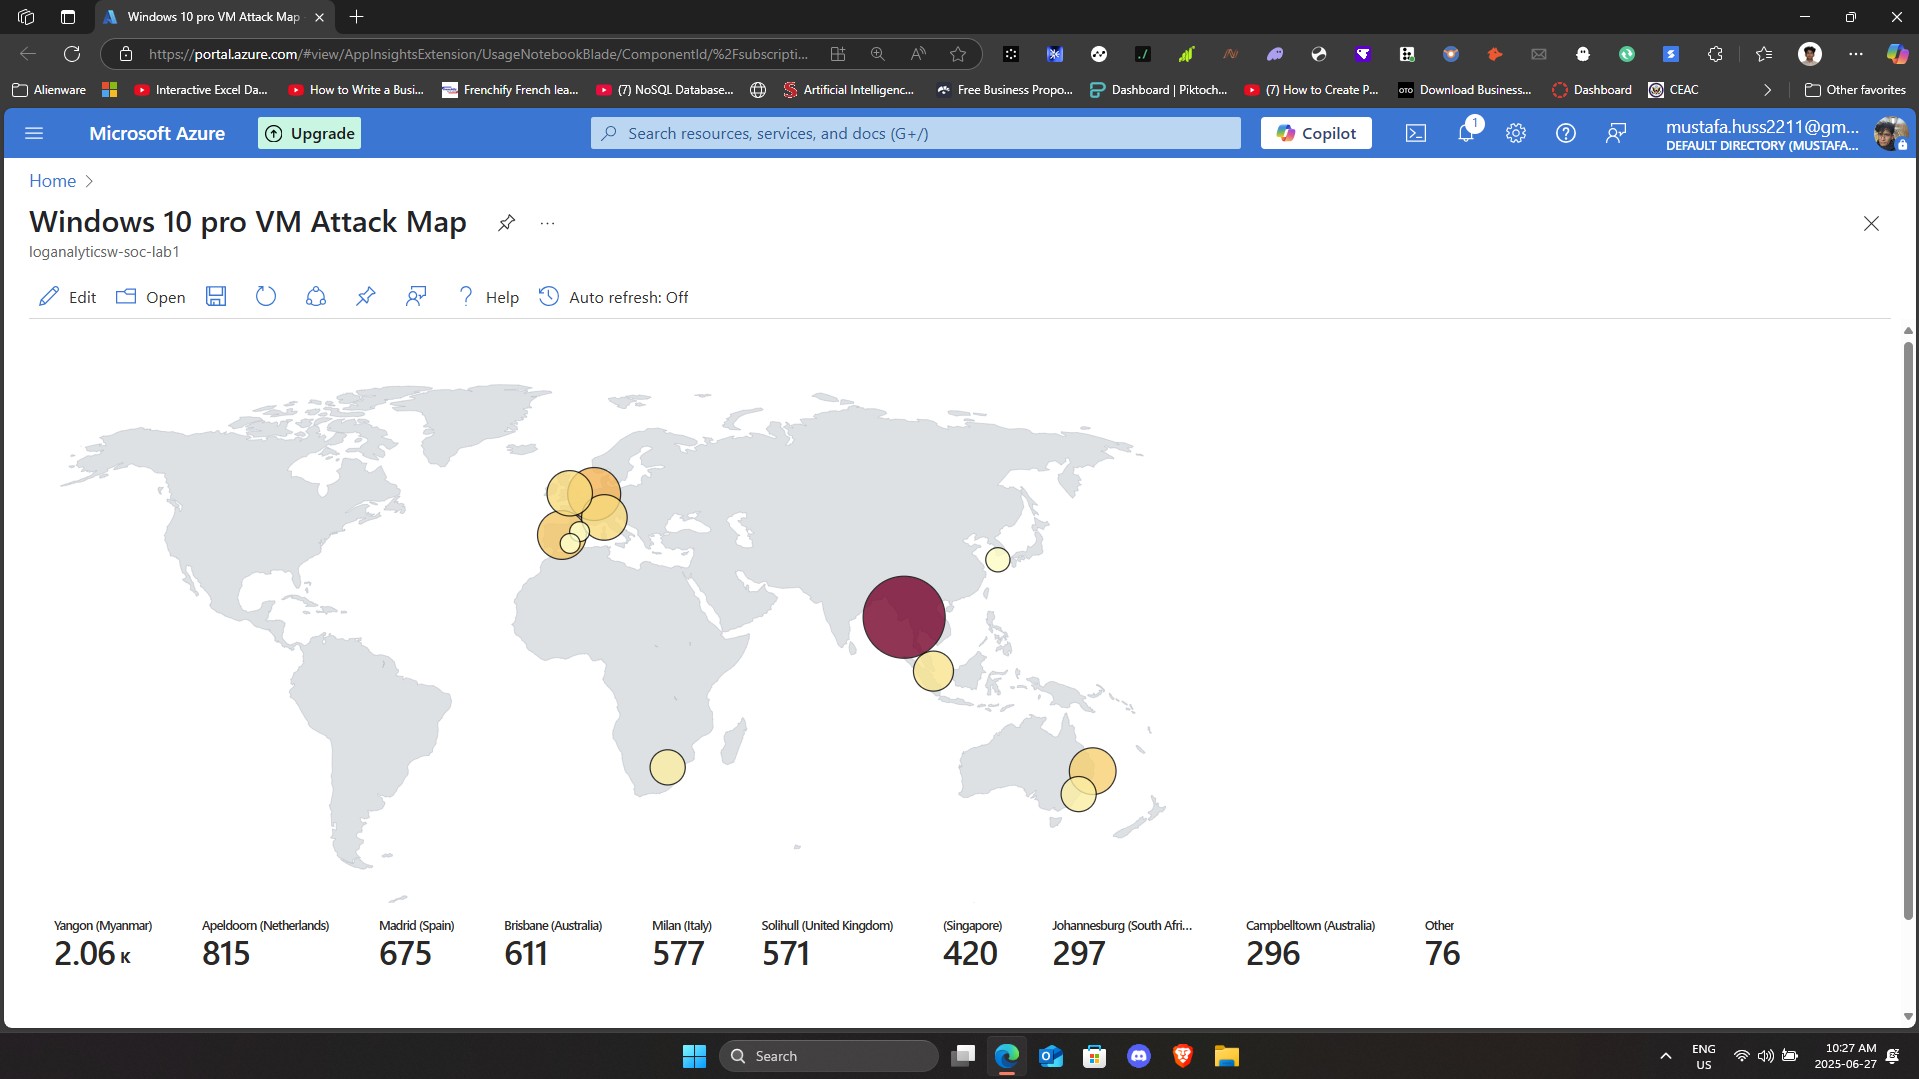 Windows 10 pro VM Attack Map
https://portal.azure.com/#view/AppInsightsExtension/UsageNotebookBlade/ComponentId/%2Fsubscripti...
Alienware
Interactive Excel Da...
How to Write a Busi...
Frenchify French lea...
(7) NoSQL Database...
Artificial Intelligenc...
Free Business Propo...
Dashboard | Piktoch...
(7) How to Create P...
Download Business...
Dashboard
CEAC
Other favorites
Microsoft Azure
Upgrade
Search resources, services, and docs (G+/)
Copilot
1
mustafa.huss2211@gm...
DEFAULT DIRECTORY (MUSTAFA...
Home
Windows 10 pro VM Attack Map
loganalyticsw-soc-lab1
Edit
Open
Help
Auto refresh: Off
Yangon (Myanmar)
2.06 K
Apeldoorn (Netherlands)
815
Madrid (Spain)
675
Brisbane (Australia)
611
Milan (Italy)
577
Solihull (United Kingdom)
571
(Singapore)
420
Johannesburg (South Afri...
297
Campbelltown (Australia)
296
Other
76
Search
ENG
US
10:27 AM
2025-06-27